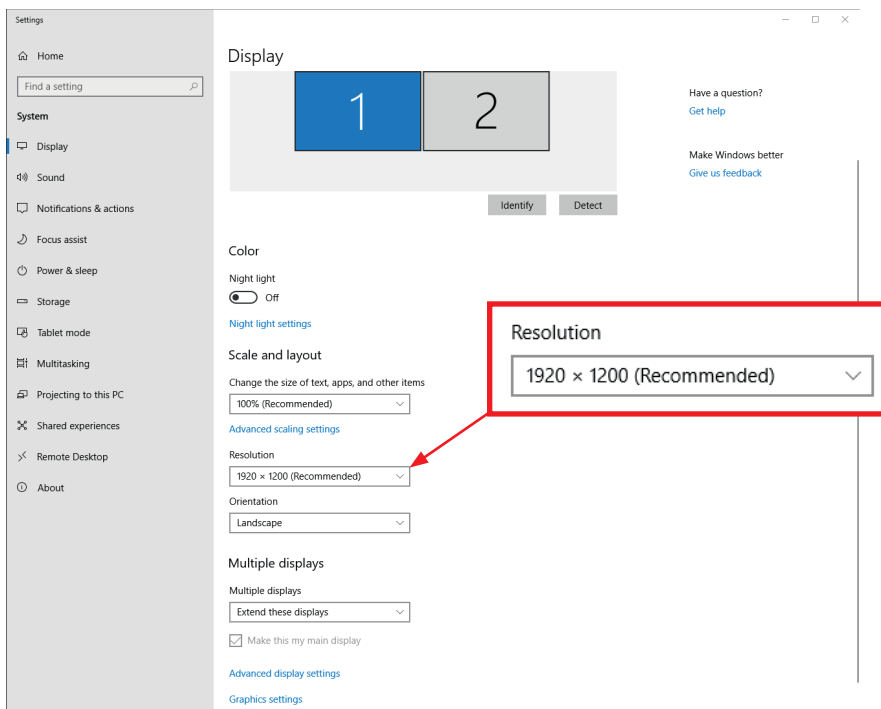 Settings
Home
Find a setting
System
Display
Sound
Notifications & actions
Focus assist
Power & sleep
Storage
Tablet mode
Multitasking
Projecting to this PC
Shared experiences
Remote Desktop
About
Display
1
2
Identify
Detect
Color
Night light
Off
Night light settings
Scale and layout
Change the size of text, apps, and other items
100% (Recommended)
Advanced scaling settings
Resolution
1920 × 1200 (Recommended)
Orientation
Landscape
Multiple displays
Multiple displays
Extend these displays
Make this my main display
Advanced display settings
Graphics settings
Have a question?
Get help
Make Windows better
Give us feedback
Resolution
1920 × 1200 (Recommended)